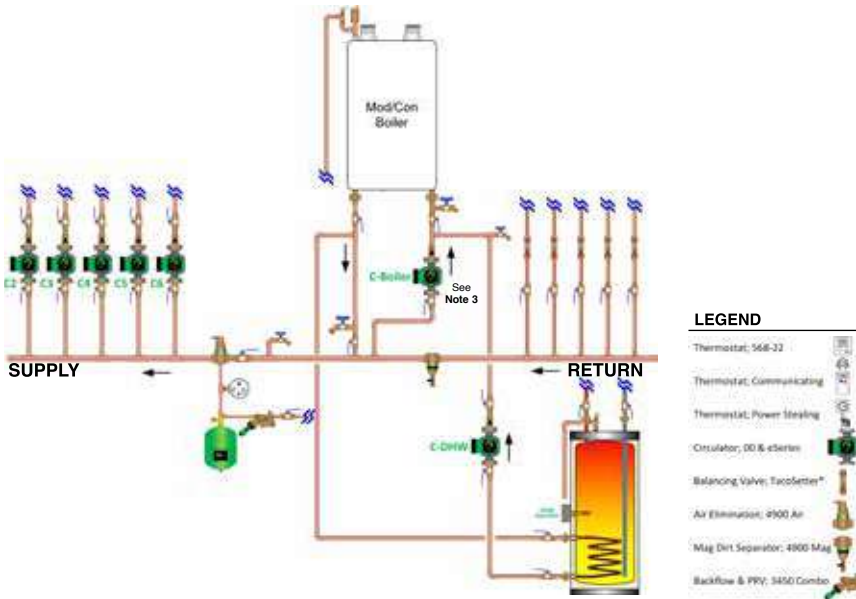 Mod/Con
Boiler
C2
C3
C4
C5
C6
C-Boiler
See
Note 3
SUPPLY
RETURN
C-DHW
LEGEND
Thermostat; 568-22
Thermostat; Communicating
Thermostat; Power Stealing
Circulator; 00 & eSeries
Balancing Valve; TacoSetter*
Air Elimination; 4900 Air
Mag Dirt Separator; 4900 Mag
Backflow & PRV; 3450 Combo